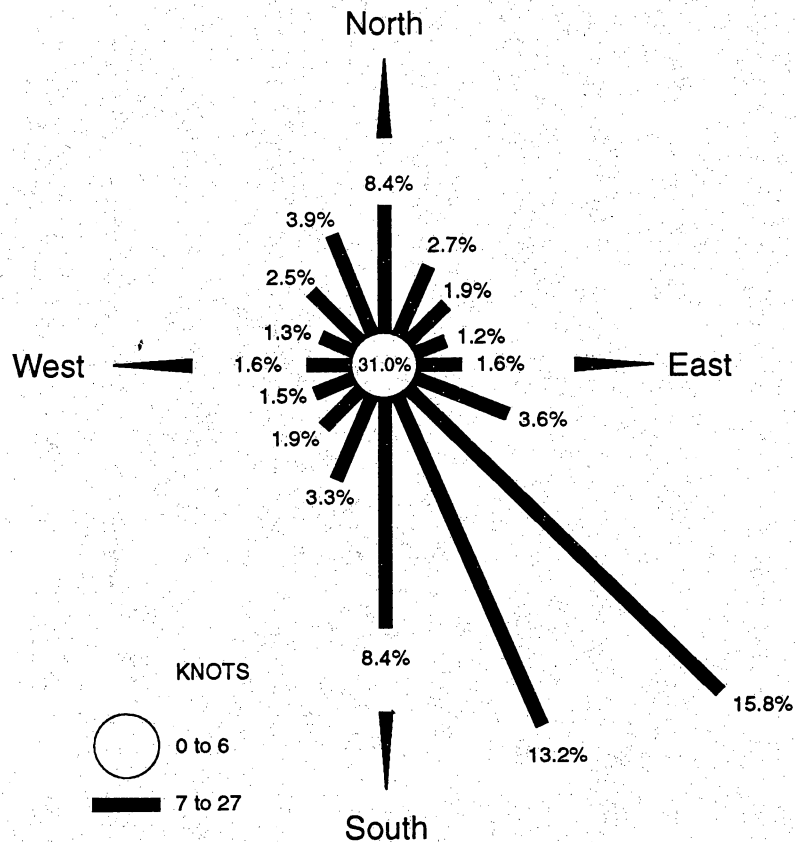 North
8.4%
3.9%
2.7%
2.5%
1.9%
1.3%
1.2%
West
1.6%
31.0%
1.6%
East
1.5%
3.6%
1.9%
3.3%
8.4%
KNOTS
15.8%
0 to 6
13.2%
7 to 27
South